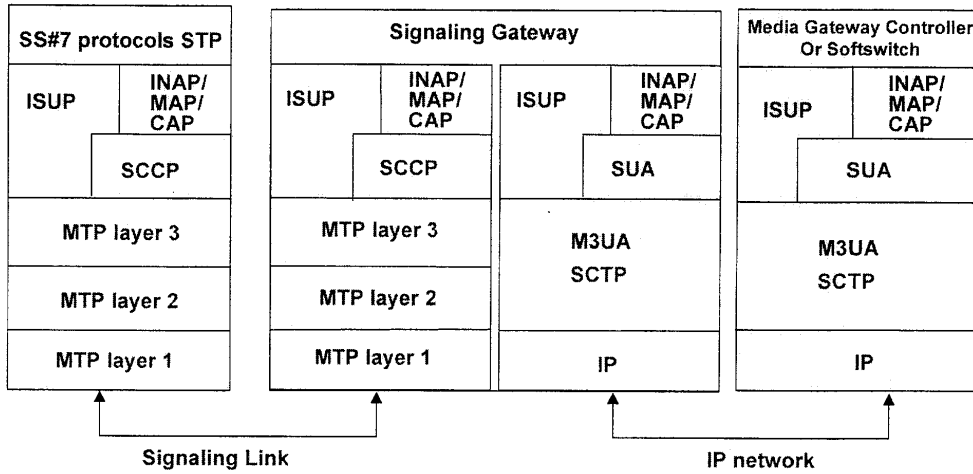 SS#7 protocols STP
ISUP
INAP/
MAP/
CAP
SCCP
MTP layer 3
MTP layer 2
MTP layer 1
Signaling Gateway
ISUP
INAP/
MAP/
CAP
SCCP
MTP layer 3
MTP layer 2
MTP layer 1
ISUP
INAP/
MAP/
CAP
SUA
M3UA
SCTP
IP
Media Gateway Controller
Or Softswitch
ISUP
INAP/
MAP/
CAP
SUA
M3UA
SCTP
IP
Signaling Link
IP network